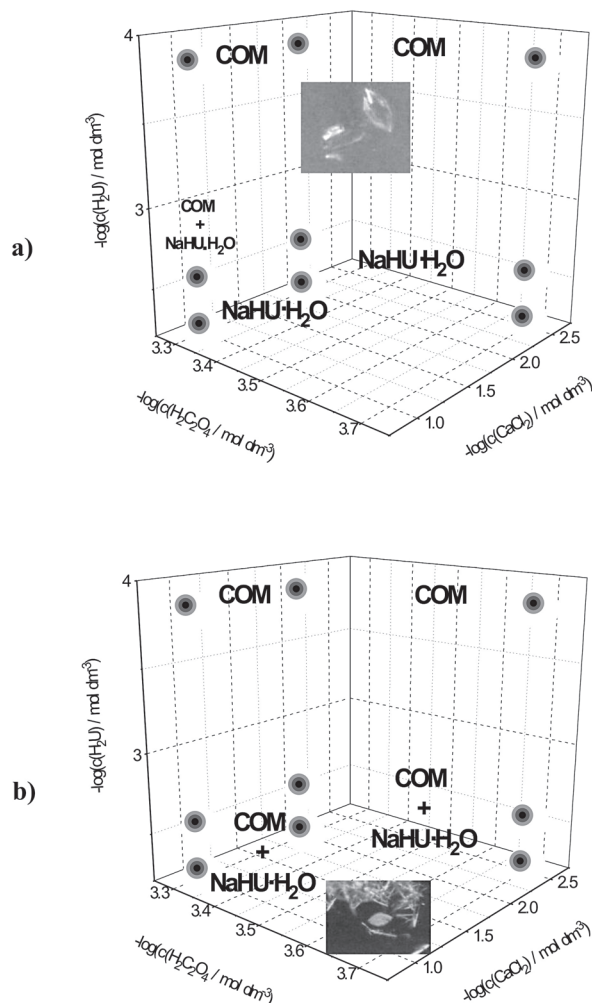 a)
4
3
-log(c(H₂U) / mol dm⁻³)
COM
COM
COM
+
NaHU·H₂O
NaHU·H₂O
NaHU·H₂O
3.3
3.4
3.5
3.6
3.7
-log(c(H₂C₂O₄ / mol dm⁻³)
1.0
1.5
2.0
2.5
-log(c(CaCl₂) / mol dm⁻³)
b)
4
3
-log(c(H₂U) / mol dm⁻³)
COM
COM
COM
+
NaHU·H₂O
COM
+
NaHU·H₂O
3.3
3.4
3.5
3.6
3.7
-log(c(H₂C₂O₄ / mol dm⁻³)
1.0
1.5
2.0
2.5
-log(c(CaCl₂) / mol dm⁻³)